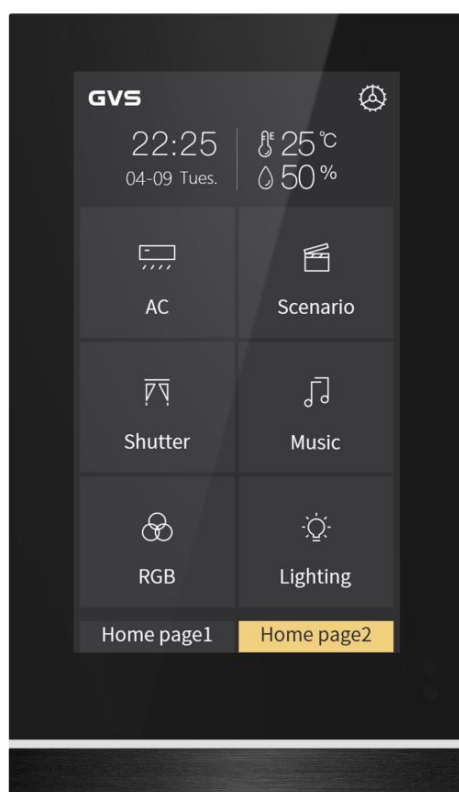 GVS
22:25
04-09 Tues.
25℃
50%
AC
Scenario
Shutter
Music
RGB
Lighting
Home page1
Home page2